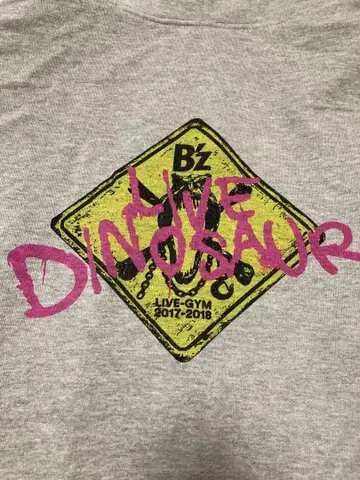 B'z
LIVE
DINOSAUR
LIVE-GYM
2017-2018